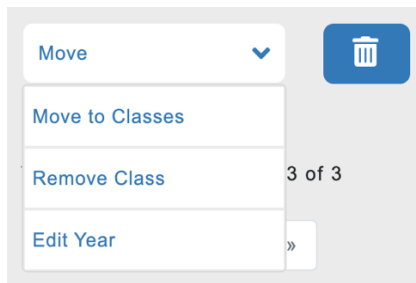 Move
Move to Classes
Remove Class
3 of 3
Edit Year
»